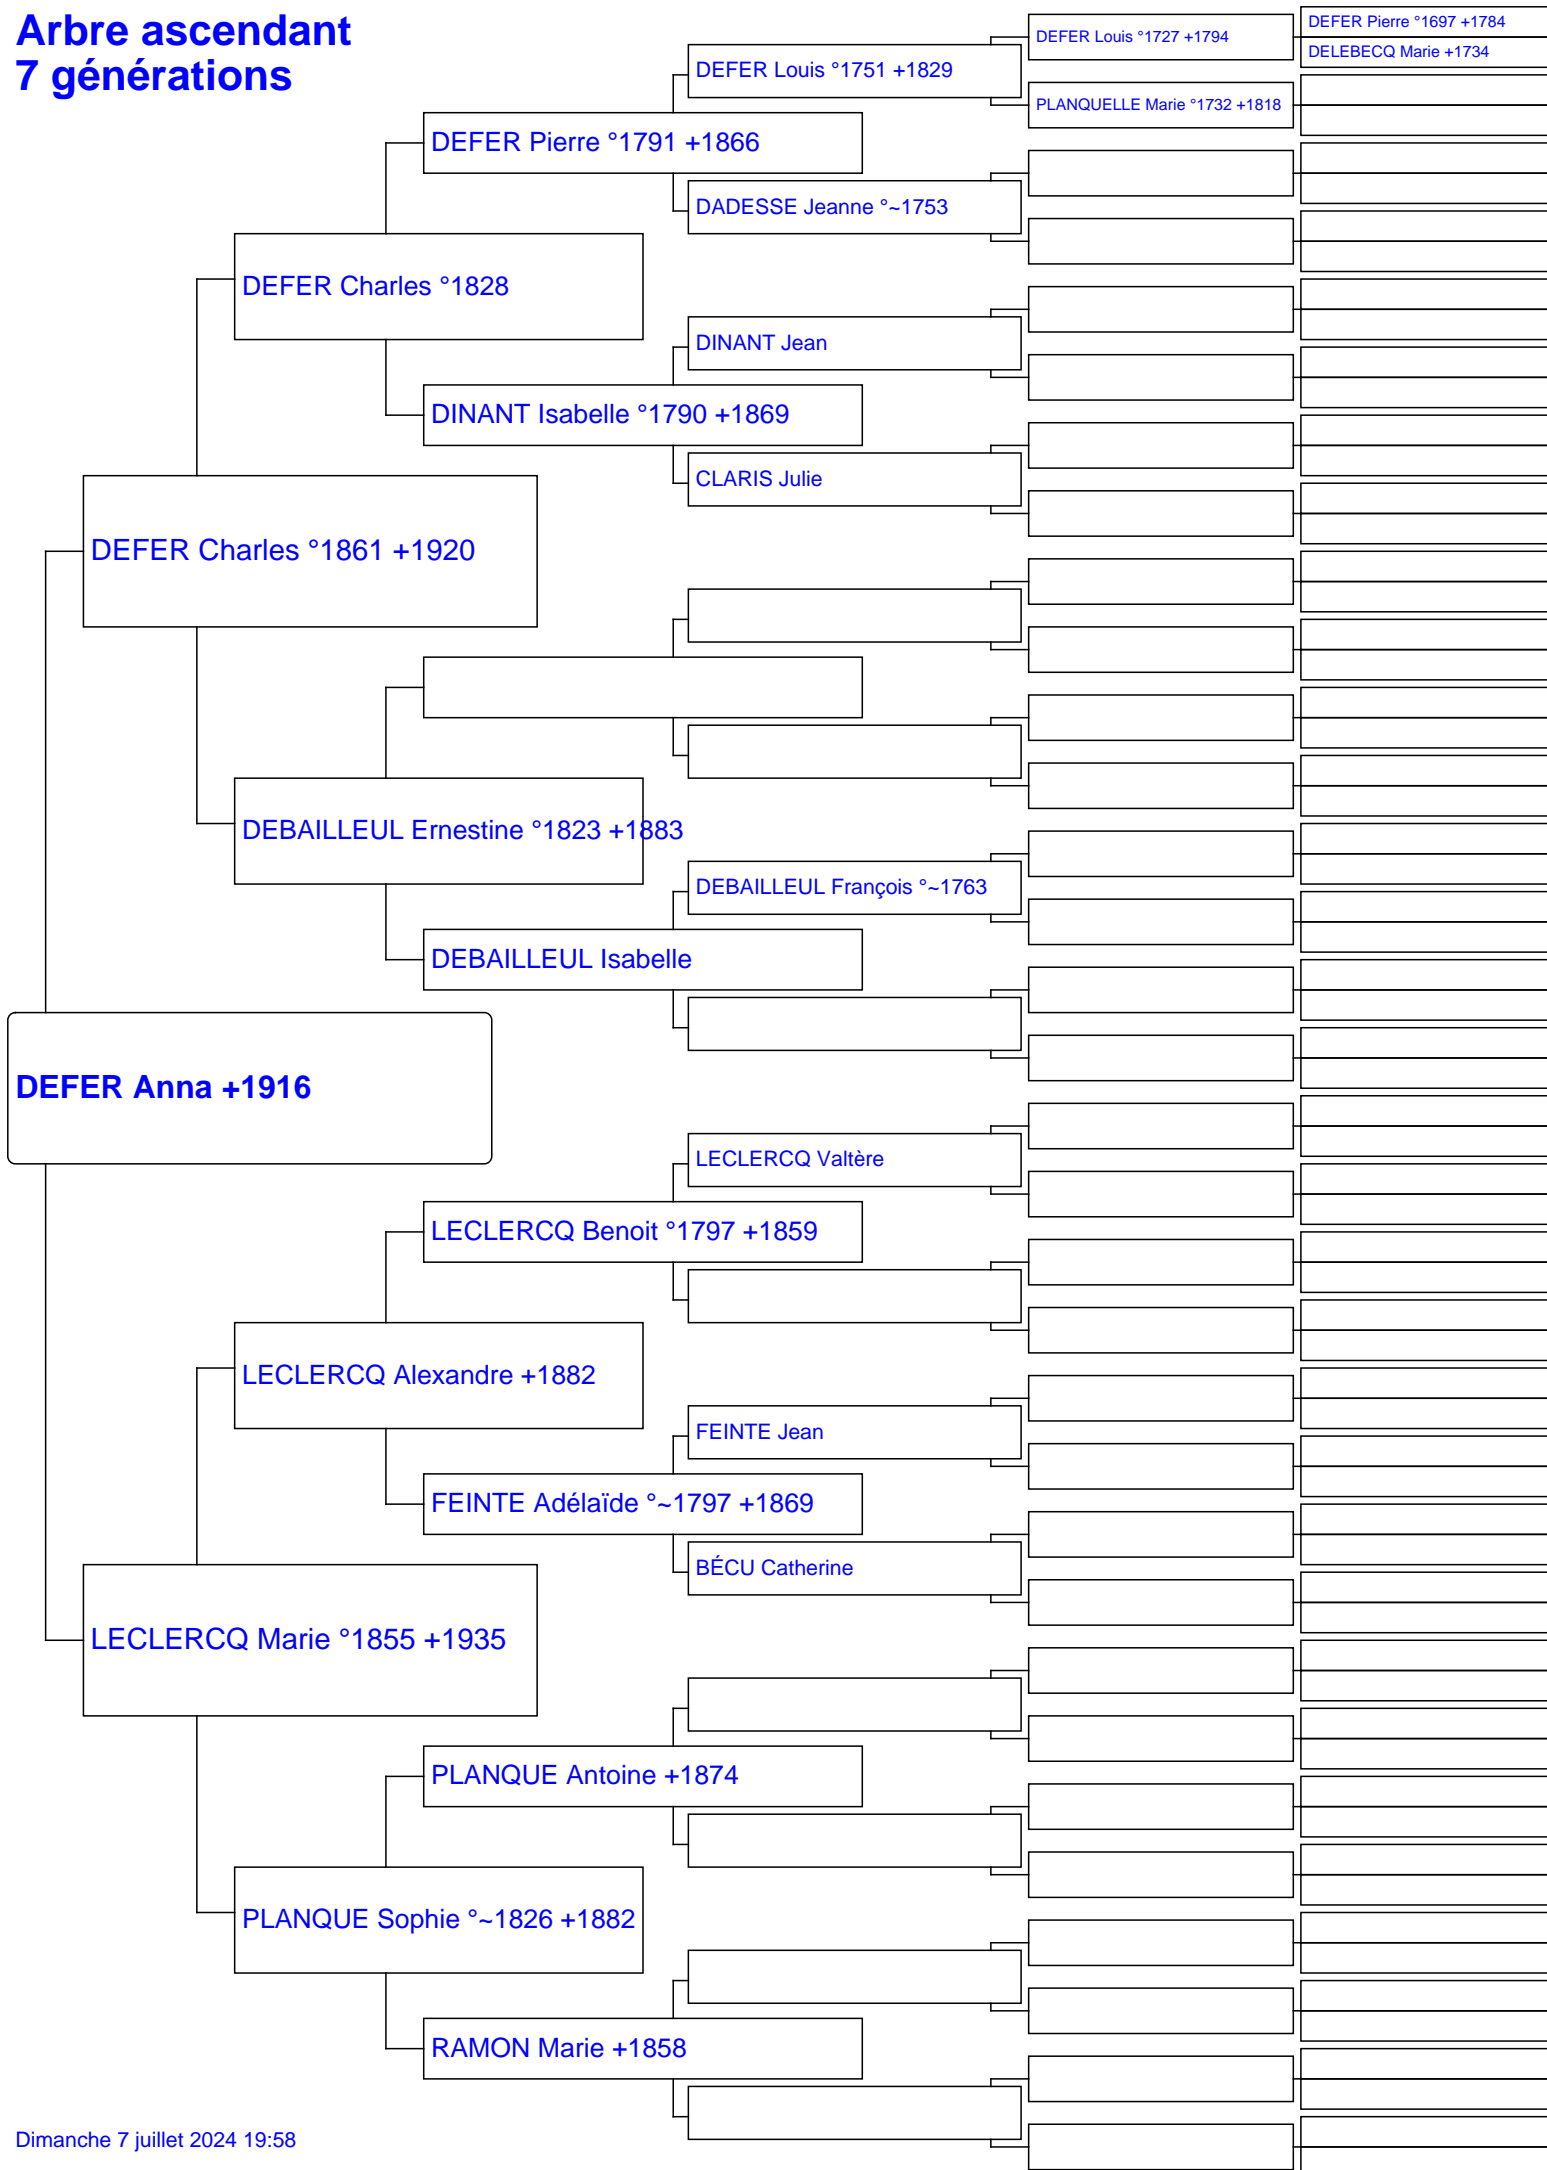 Arbre ascendant
7 générations
DEFER Pierre °1697 +1784
DEFER Louis °1727 +1794
DELEBECQ Marie +1734
DEFER Louis °1751 +1829
PLANQUELLE Marie °1732 +1818
DEFER Pierre °1791 +1866
DADESSE Jeanne °~1753
DEFER Charles °1828
DINANT Jean
DINANT Isabelle °1790 +1869
CLARIS Julie
DEFER Charles °1861 +1920
DEBAILLEUL Ernestine °1823 +1883
DEBAILLEUL François °~1763
DEBAILLEUL Isabelle
DEFER Anna +1916
LECLERCQ Valtère
LECLERCQ Benoit °1797 +1859
LECLERCQ Alexandre +1882
FEINTE Jean
FEINTE Adélaïde °~1797 +1869
BÉCU Catherine
LECLERCQ Marie °1855 +1935
PLANQUE Antoine +1874
PLANQUE Sophie °~1826 +1882
RAMON Marie +1858
Dimanche 7 juillet 2024 19:58